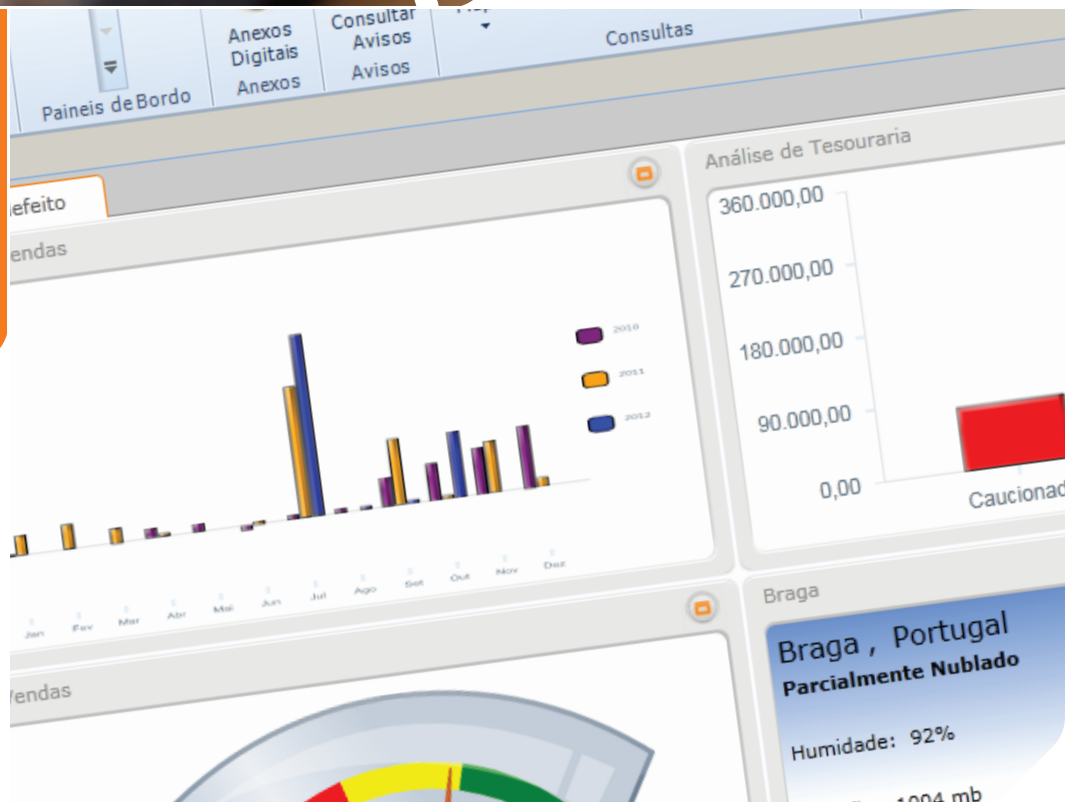 Anexos
Digitais
Consultar
Avisos
Paineis de Bordo
Anexos
Avisos
Consultas
efeito
endas
2010
2011
2012
Jan Fev Mar Abr Mai Jun Jul Ago Set Out Nov Dez
Análise de Tesouraria
360.000,00
270.000,00
180.000,00
90.000,00
0,00
Caucionad
endas
Braga
Braga , Portugal
Parcialmente Nublado
Humidade: 92%
1004 mb